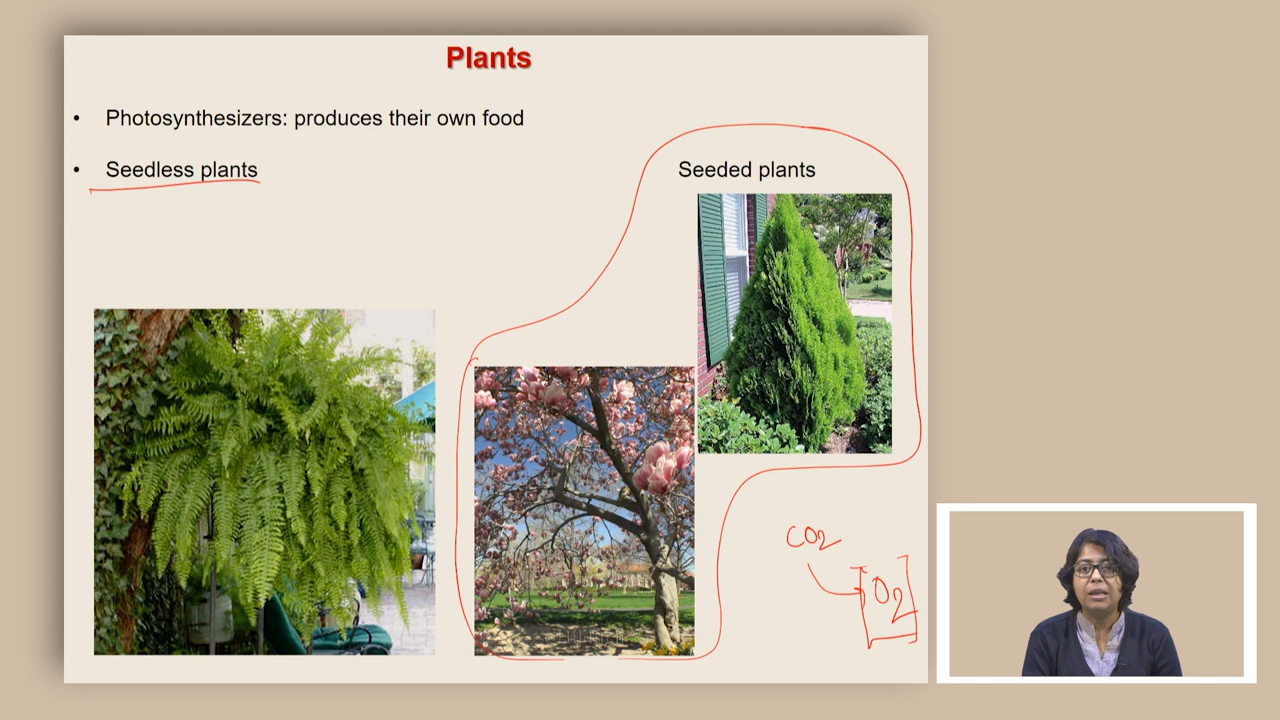 Plants
• Photosynthesizers: produces their own food
• Seedless plants
Seeded plants
CO2
O2